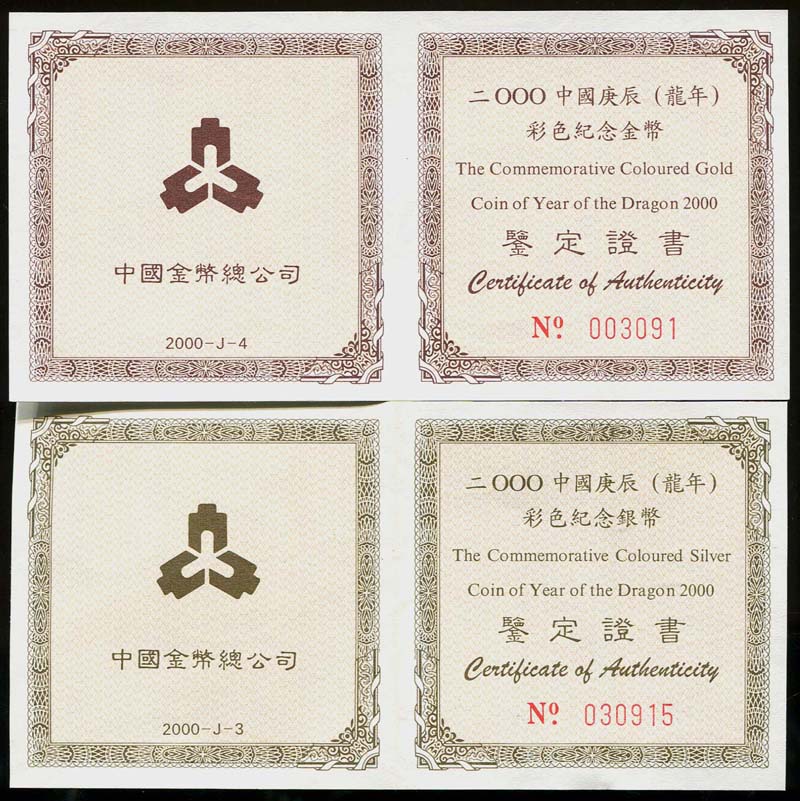 中國金幣總公司
2000-J-4
二OOO中國庚辰（龍年）
彩色紀念金幣
The Commemorative Coloured Gold
Coin of Year of the Dragon 2000
鑒定證書
Certificate of Authenticity
Nº 003091
中國金幣總公司
2000-J-3
二OOO中國庚辰（龍年）
彩色紀念銀幣
The Commemorative Coloured Silver
Coin of Year of the Dragon 2000
鑒定證書
Certificate of Authenticity
Nº 030915